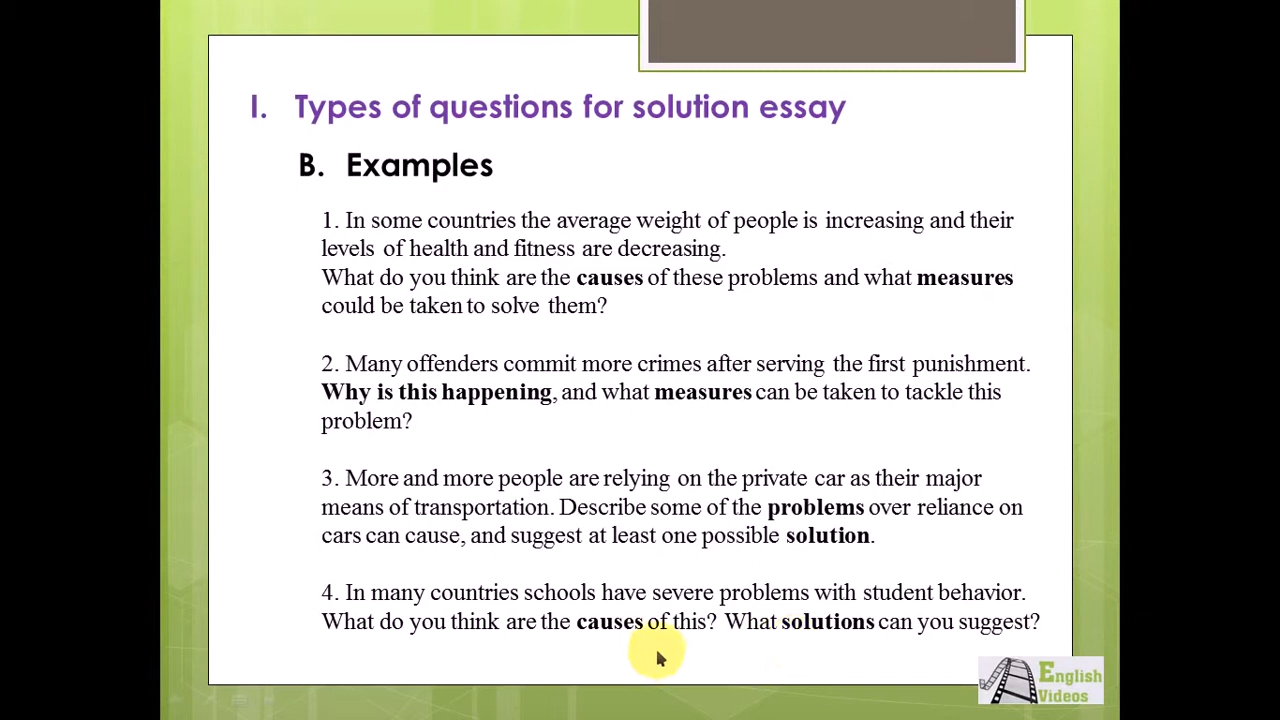 I. Types of questions for solution essay
B. Examples
1. In some countries the average weight of people is increasing and their
levels of health and fitness are decreasing.
What do you think are the causes of these problems and what measures
could be taken to solve them?
2. Many offenders commit more crimes after serving the first punishment.
Why is this happening, and what measures can be taken to tackle this
problem?
3. More and more people are relying on the private car as their major
means of transportation. Describe some of the problems over reliance on
cars can cause, and suggest at least one possible solution.
4. In many countries schools have severe problems with student behavior.
What do you think are the causes of this? What solutions can you suggest?
English
Videos